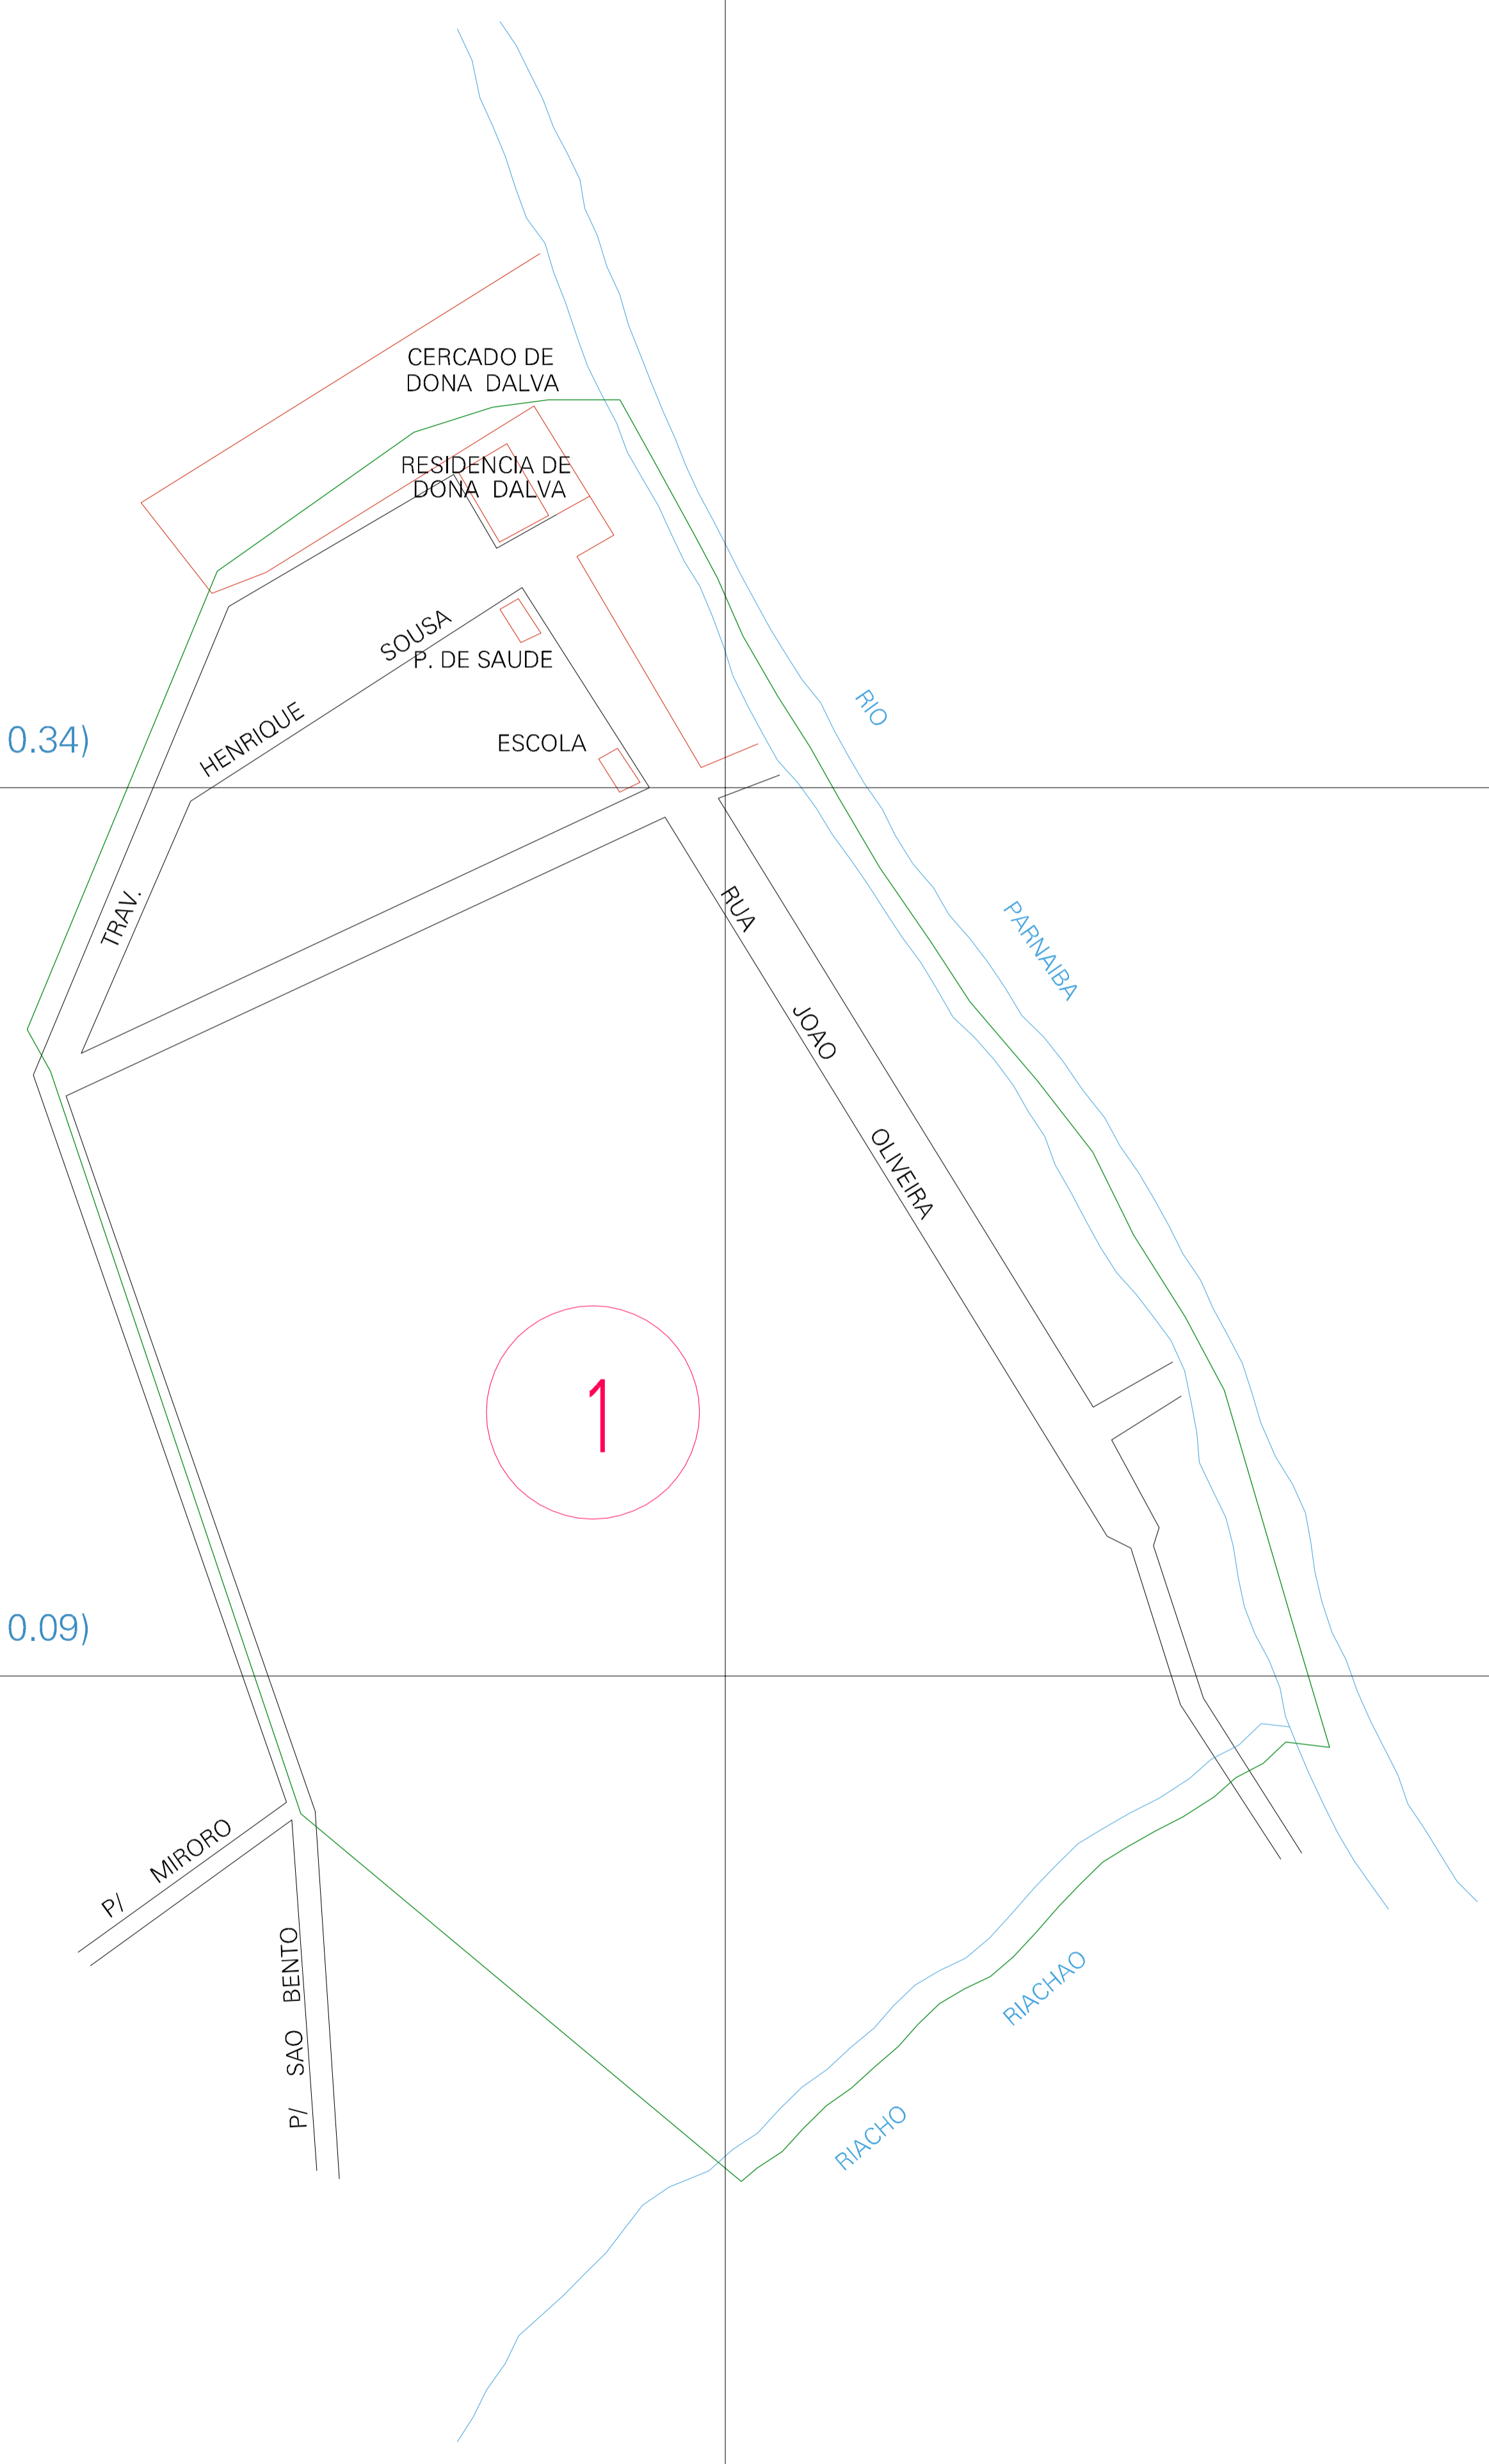 CERCADO DE
DONA DALVA
RESIDENCIA DE
DONA DALVA
SOUSA
P. DE SAUDE
HENRIQUE
RIO
0.34)
ESCOLA
TRAV.
RUA
PARNAIBA
JOAO
OLIVEIRA
1
0.09)
P/ MIRORO
P/ SAO BENTO
RIACHAO
RIACHO